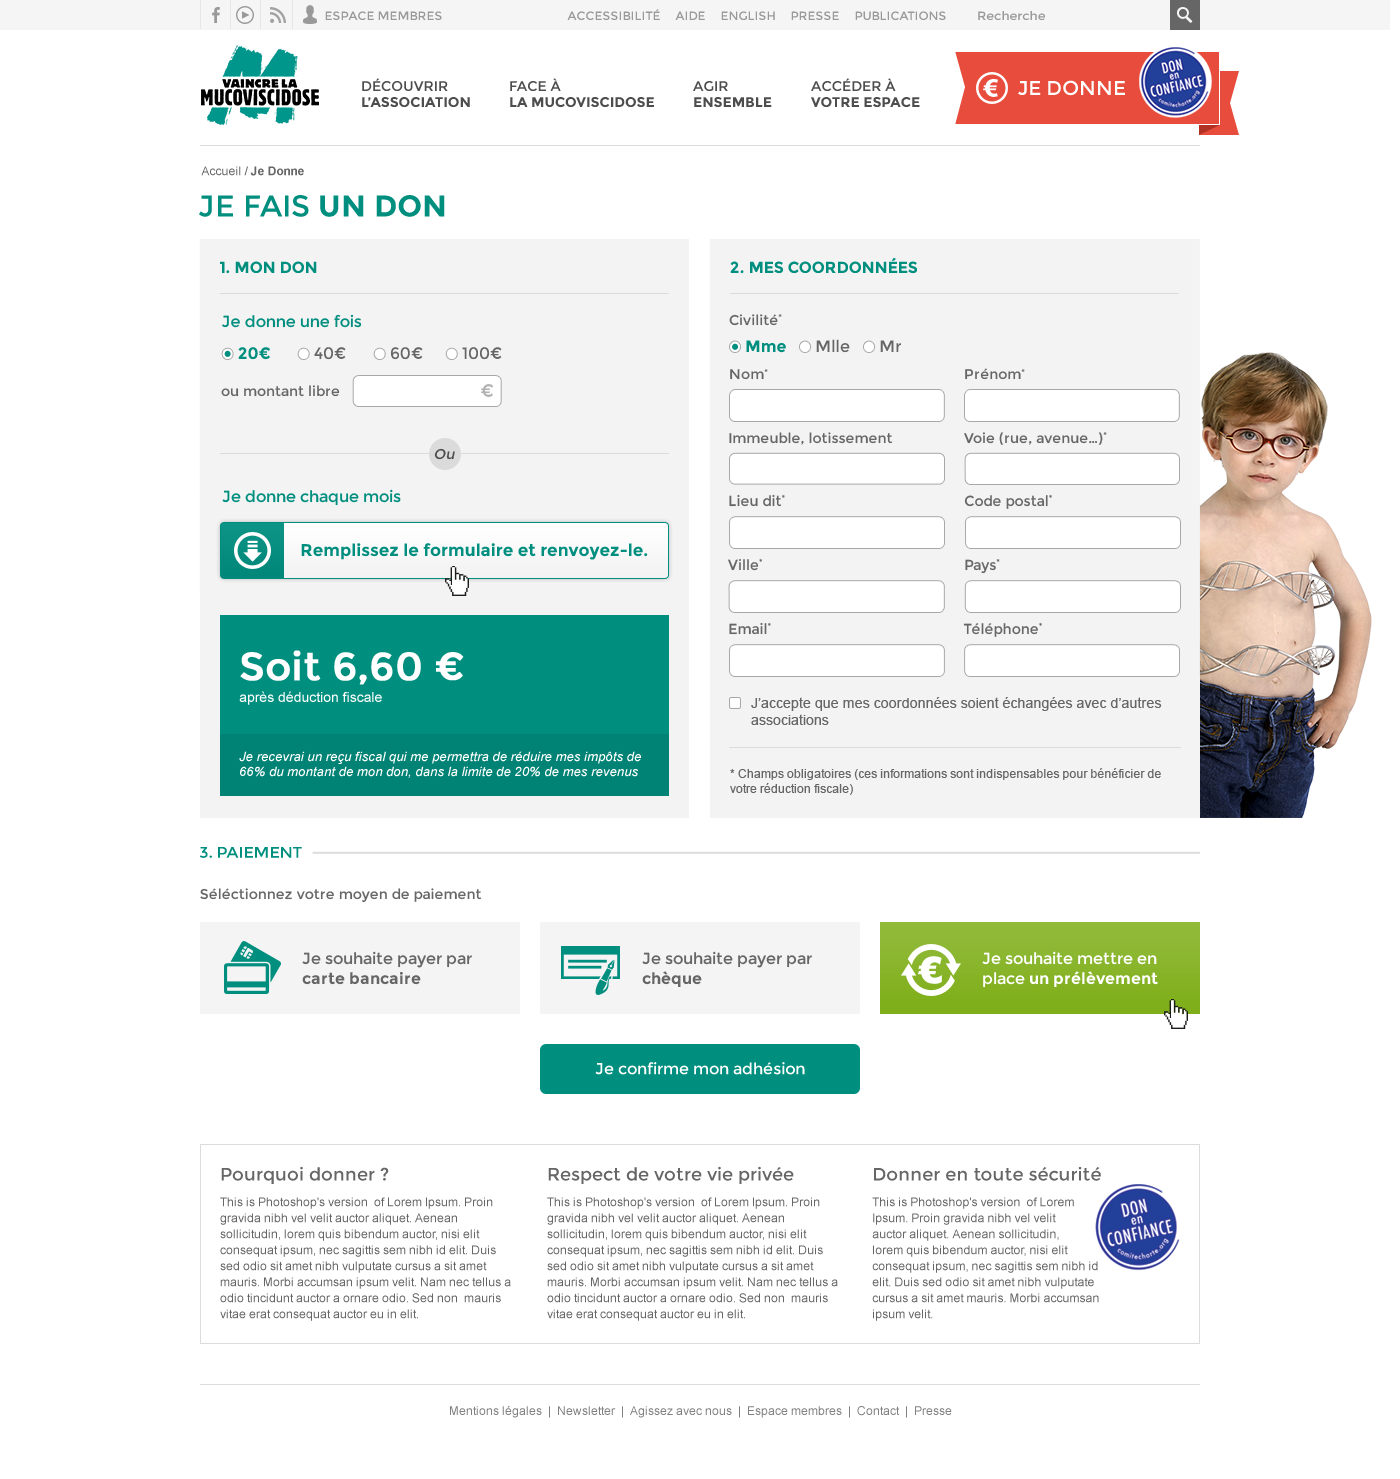 ESPACE MEMBRES
ACCESSIBILITÉ AIDE ENGLISH PRESSE PUBLICATIONS Recherche
VAINCRE LA
MUCOVISCIDOSE
DÉCOUVRIR
L'ASSOCIATION
FACE À
LA MUCOVISCIDOSE
AGIR
ENSEMBLE
ACCÉDER À
VOTRE ESPACE
€ JE DONNE
DON
en
CONFIANCE
comitecharte.org
Accueil / Je Donne
JE FAIS UN DON
1. MON DON
Je donne une fois
20€ 40€ 60€ 100€
ou montant libre €
Ou
Je donne chaque mois
Remplissez le formulaire et renvoyez-le.
Soit 6,60 €
après déduction fiscale
Je recevrai un reçu fiscal qui me permettra de réduire mes impôts de
66% du montant de mon don, dans la limite de 20% de mes revenus
2. MES COORDONNÉES
Civilité*
Mme Mlle Mr
Nom* Prénom*
Immeuble, lotissement Voie (rue, avenue...)*
Lieu dit* Code postal*
Ville* Pays*
Email* Téléphone*
J'accepte que mes coordonnées soient échangées avec d'autres
associations
* Champs obligatoires (ces informations sont indispensables pour bénéficier de
votre réduction fiscale)
3. PAIEMENT
Séléctionnez votre moyen de paiement
Je souhaite payer par
carte bancaire
Je souhaite payer par
chèque
€
Je souhaite mettre en
place un prélèvement
Je confirme mon adhésion
Pourquoi donner ?
This is Photoshop's version  of Lorem Ipsum. Proin
gravida nibh vel velit auctor aliquet. Aenean
sollicitudin, lorem quis bibendum auctor, nisi elit
consequat ipsum, nec sagittis sem nibh id elit. Duis
sed odio sit amet nibh vulputate cursus a sit amet
mauris. Morbi accumsan ipsum velit. Nam nec tellus a
odio tincidunt auctor a ornare odio. Sed non  mauris
vitae erat consequat auctor eu in elit.
Respect de votre vie privée
This is Photoshop's version  of Lorem Ipsum. Proin
gravida nibh vel velit auctor aliquet. Aenean
sollicitudin, lorem quis bibendum auctor, nisi elit
consequat ipsum, nec sagittis sem nibh id elit. Duis
sed odio sit amet nibh vulputate cursus a sit amet
mauris. Morbi accumsan ipsum velit. Nam nec tellus a
odio tincidunt auctor a ornare odio. Sed non  mauris
vitae erat consequat auctor eu in elit.
Donner en toute sécurité
This is Photoshop's version  of Lorem
Ipsum. Proin gravida nibh vel velit
auctor aliquet. Aenean sollicitudin,
lorem quis bibendum auctor, nisi elit
consequat ipsum, nec sagittis sem nibh id
elit. Duis sed odio sit amet nibh vulputate
cursus a sit amet mauris. Morbi accumsan
ipsum velit.
DON
en
CONFIANCE
comitecharte.org
Mentions légales | Newsletter | Agissez avec nous | Espace membres | Contact | Presse